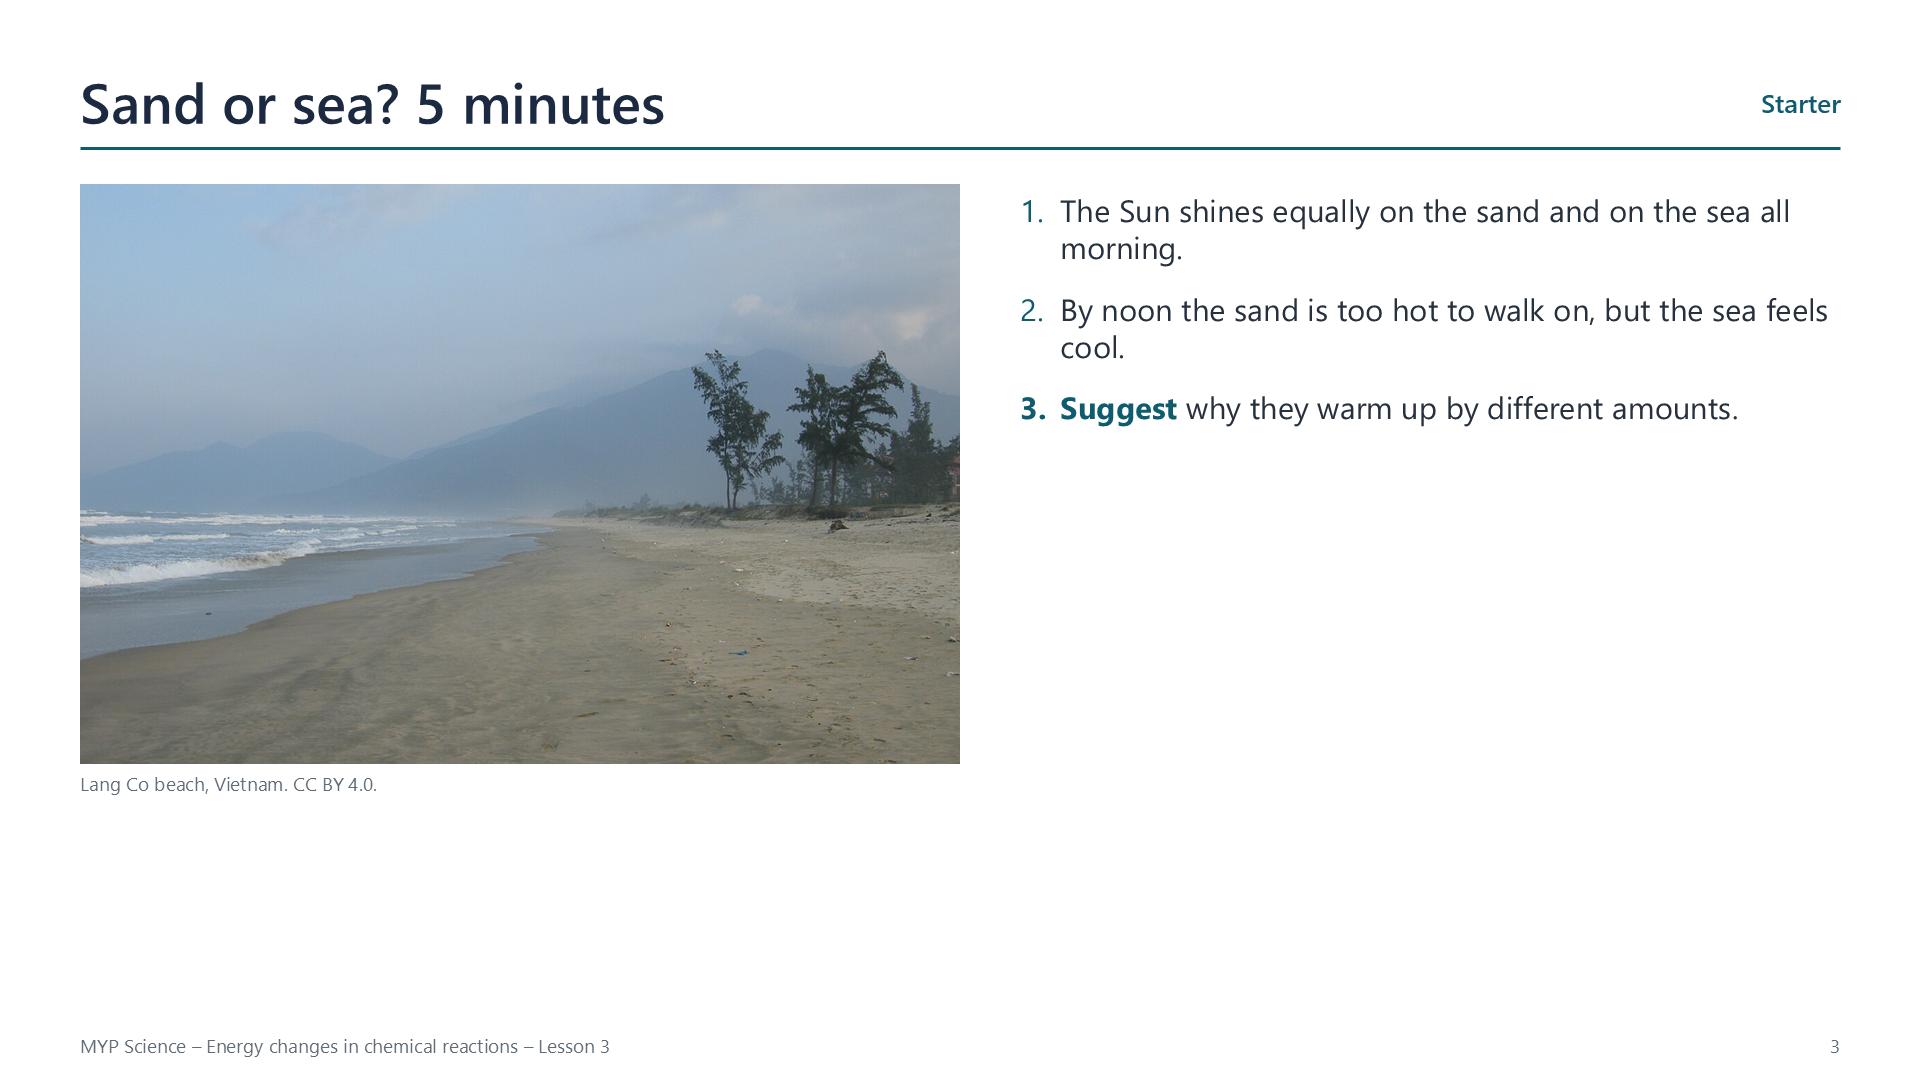 Sand or sea? 5 minutes
Starter
1. The Sun shines equally on the sand and on the sea all
morning.
2. By noon the sand is too hot to walk on, but the sea feels
cool.
3. Suggest why they warm up by different amounts.
Lang Co beach, Vietnam. CC BY 4.0.
MYP Science – Energy changes in chemical reactions – Lesson 3
3